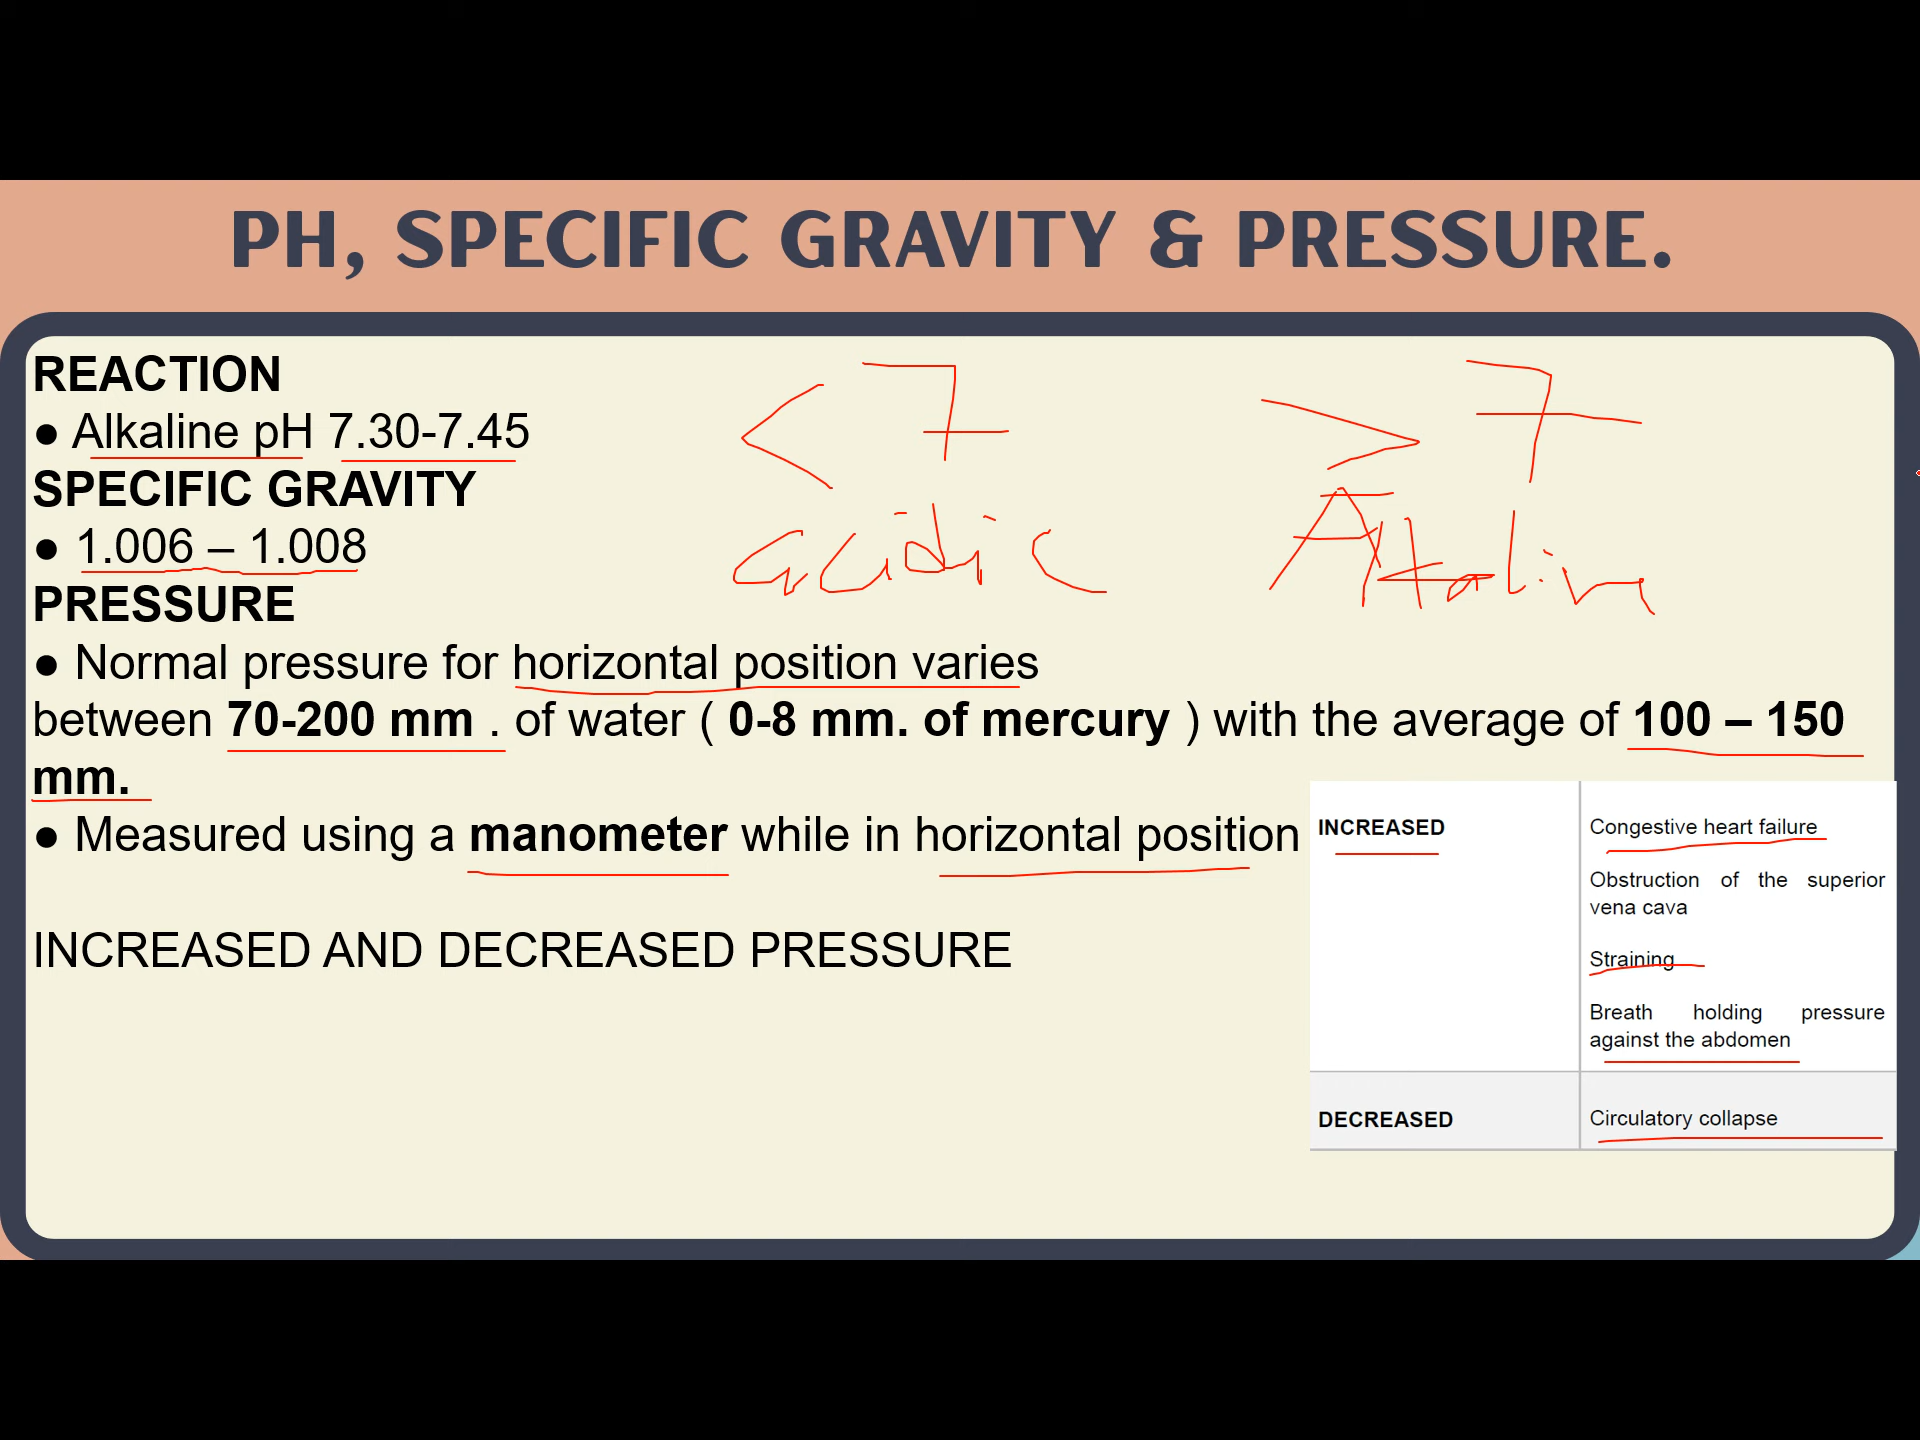 PH, SPECIFIC GRAVITY & PRESSURE.
REACTION
● Alkaline pH 7.30-7.45
SPECIFIC GRAVITY
● 1.006 – 1.008
< 7
acidic
> 7
Alkaline
PRESSURE
● Normal pressure for horizontal position varies
between 70-200 mm . of water ( 0-8 mm. of mercury ) with the average of 100 – 150
mm.
● Measured using a manometer while in horizontal position
INCREASED AND DECREASED PRESSURE
INCREASED
Congestive heart failure
Obstruction of the superior
vena cava
Straining
Breath holding pressure
against the abdomen
DECREASED
Circulatory collapse